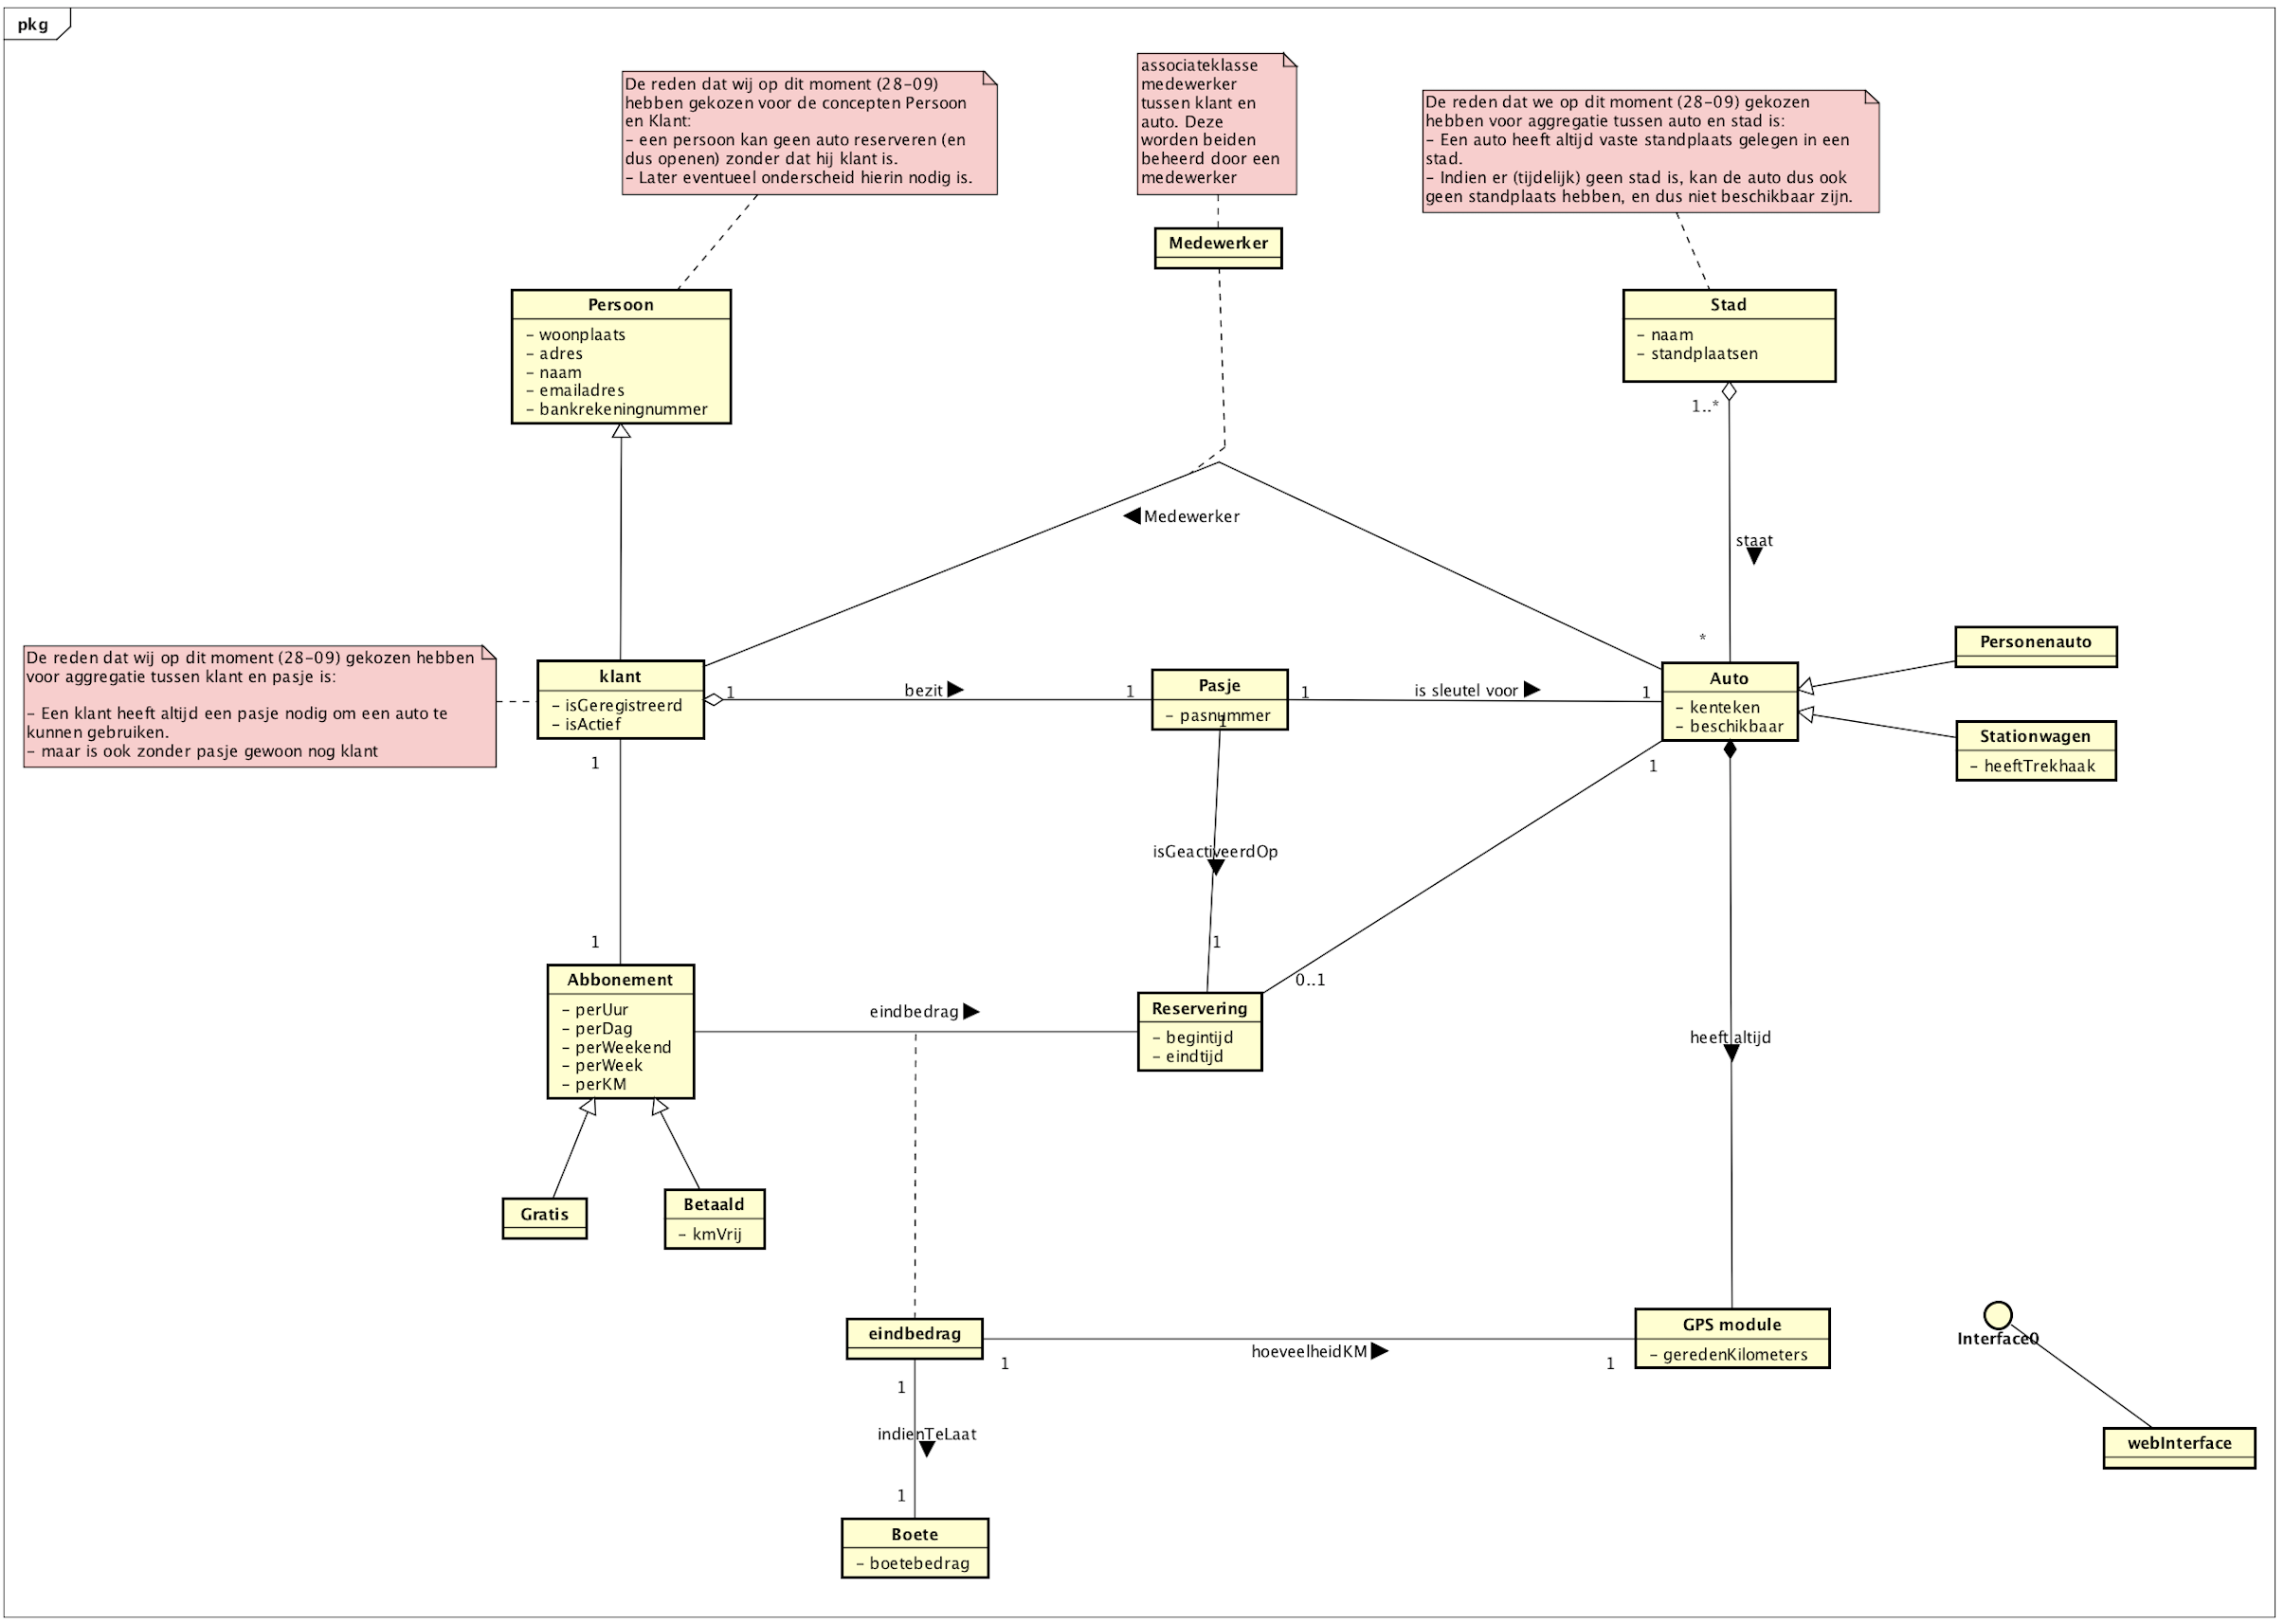 pkg
De reden dat wij op dit moment (28-09)
hebben gekozen voor de concepten Persoon
en Klant:
- een persoon kan geen auto reserveren (en
dus openen) zonder dat hij klant is.
- Later eventueel onderscheid hierin nodig is.
associateklasse
medewerker
tussen klant en
auto. Deze
worden beiden
beheerd door een
medewerker
De reden dat we op dit moment (28-09) gekozen
hebben voor aggregatie tussen auto en stad is:
- Een auto heeft altijd vaste standplaats gelegen in een
stad.
- Indien er (tijdelijk) geen stad is, kan de auto dus ook
geen standplaats hebben, en dus niet beschikbaar zijn.
Medewerker
Persoon
- woonplaats
- adres
- naam
- emailadres
- bankrekeningnummer
Stad
- naam
- standplaatsen
1..*
Medewerker
staat
*
De reden dat wij op dit moment (28-09) gekozen hebben
voor aggregatie tussen klant en pasje is:
- Een klant heeft altijd een pasje nodig om een auto te
kunnen gebruiken.
- maar is ook zonder pasje gewoon nog klant
klant
- isGeregistreerd
- isActief
1
bezit
1
Pasje
- pasnummer
1
1
is sleutel voor
1
Auto
- kenteken
- beschikbaar
Personenauto
Stationwagen
- heeftTrekhaak
1
1
isGeactiveerdOp
1
1
0..1
Abbonement
- perUur
- perDag
- perWeekend
- perWeek
- perKM
eindbedrag
Reservering
- begintijd
- eindtijd
heeft altijd
Gratis
Betaald
- kmVrij
eindbedrag
1
hoeveelheidKM
1
GPS module
- geredenKilometers
Interface0
webInterface
1
indienTeLaat
1
Boete
- boetebedrag